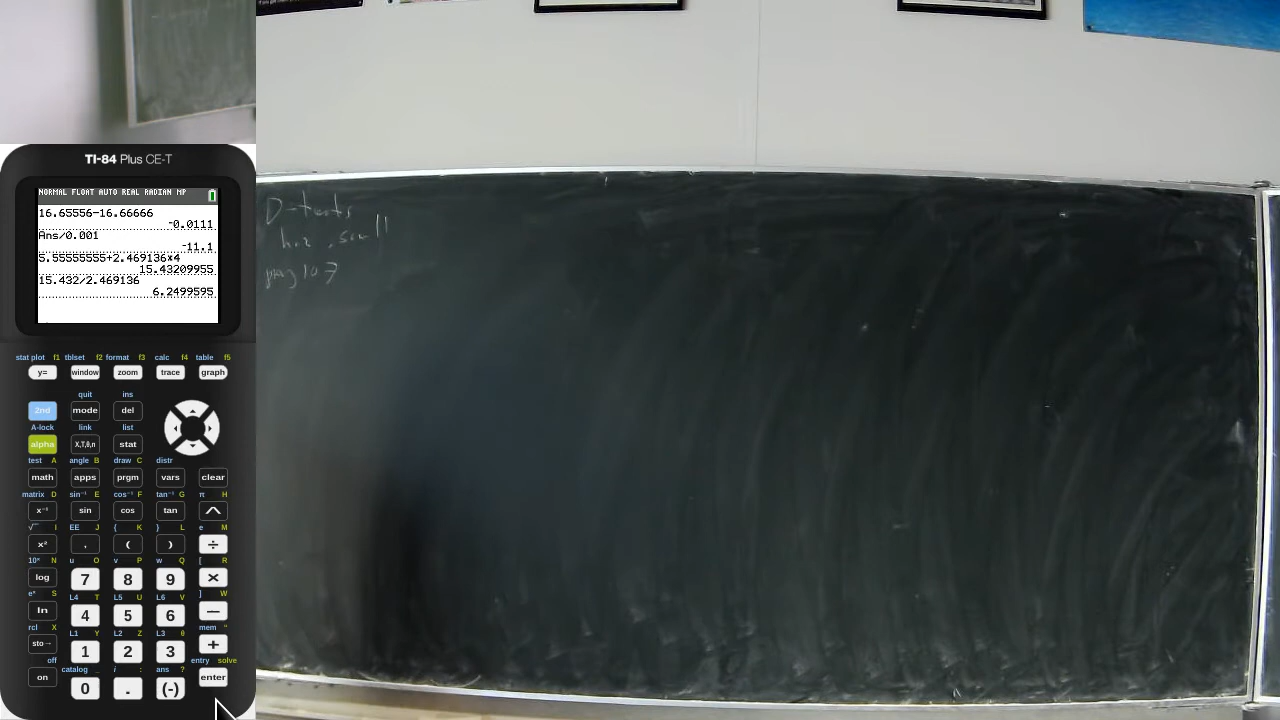 TI-84 Plus CE-T
NORMAL FLOAT AUTO REAL RADIAN MP
16.65556-16.66666
-0.0111
Ans/0.001
-11.1
5.55555555+2.469136*4
15.43209955
15.432/2.469136
6.2499595
stat plot f1 tblset f2 format f3 calc f4 table f5
y= window zoom trace graph
quit ins
2nd mode del
A-lock link list
alpha X,T,θ,n stat
test A angle B draw C distr
math apps prgm vars clear
matrix D sin⁻¹ E cos⁻¹ F tan⁻¹ G π H
x⁻¹ sin cos tan ^
√ I EE J { K } L e M
x² , ( ) ÷
10ˣ N u O v P w Q [ R
log 7 8 9 ×
eˣ S L4 T L5 U L6 V ] W
ln 4 5 6 −
rcl X L1 Y L2 Z L3 θ mem "
sto→ 1 2 3 +
off catalog i : ans ? entry solve
on 0 . (-) enter
D-tests
pag 107